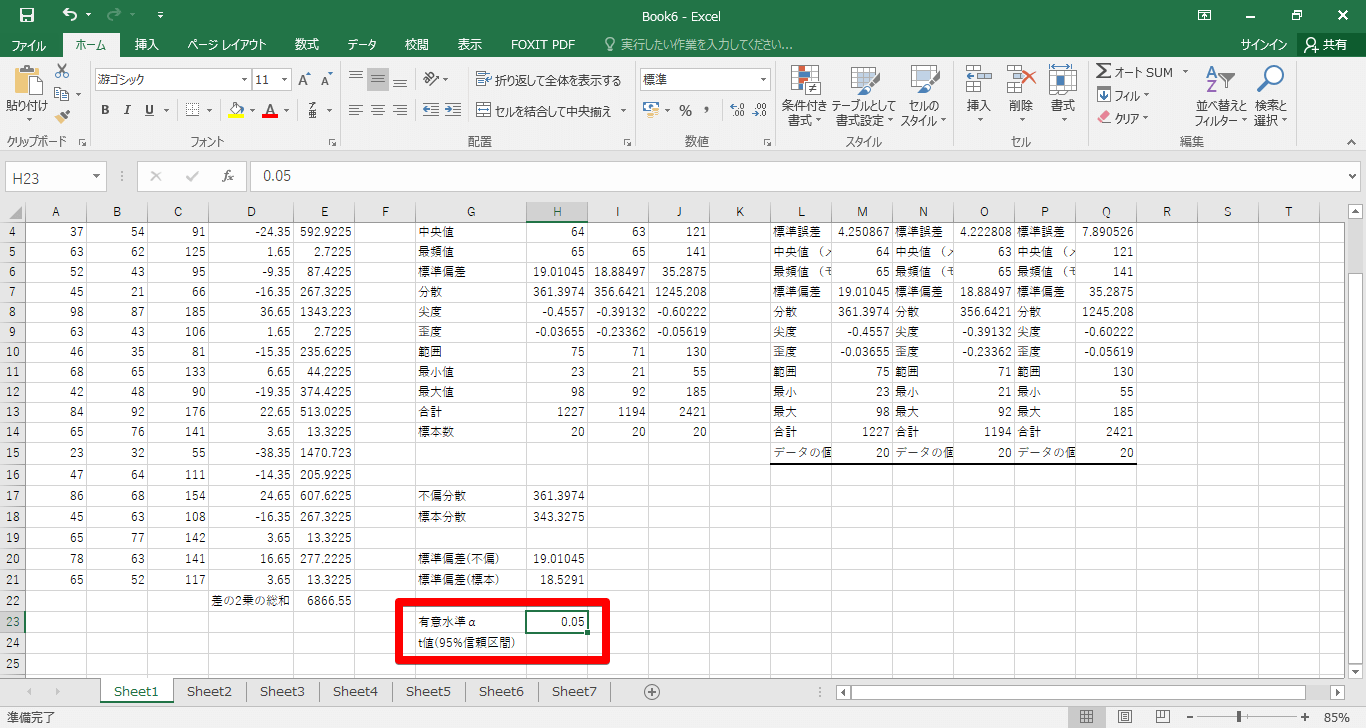 Book6 - Excel
ファイル ホーム 挿入 ページ レイアウト 数式 データ 校閲 表示 FOXIT PDF 実行したい作業を入力してください... サインイン 共有
貼り付け
クリップボード
游ゴシック 11
B I U
フォント
折り返して全体を表示する
セルを結合して中央揃え
配置
標準
%
数値
条件付き書式 テーブルとして書式設定 セルのスタイル
スタイル
挿入 削除 書式
セル
Σ オート SUM
フィル
クリア
並べ替えとフィルター 検索と選択
編集
H23 fx 0.05
A B C D E F G H I J K L M N O P Q R S T
4 37 54 91 -24.35 592.9225 中央値 64 63 121 標準誤差 4.250867 標準誤差 4.222808 標準誤差 7.890526
5 63 62 125 1.65 2.7225 最頻値 65 65 141 中央値（メ 64 中央値（メ 63 中央値（メ 121
6 52 43 95 -9.35 87.4225 標準偏差 19.01045 18.88497 35.2875 最頻値（モ 65 最頻値（モ 65 最頻値（モ 141
7 45 21 66 -16.35 267.3225 分散 361.3974 356.6421 1245.208 標準偏差 19.01045 標準偏差 18.88497 標準偏差 35.2875
8 98 87 185 36.65 1343.223 尖度 -0.4557 -0.39132 -0.60222 分散 361.3974 分散 356.6421 分散 1245.208
9 63 43 106 1.65 2.7225 歪度 -0.03655 -0.23362 -0.05619 尖度 -0.4557 尖度 -0.39132 尖度 -0.60222
10 46 35 81 -15.35 235.6225 範囲 75 71 130 歪度 -0.03655 歪度 -0.23362 歪度 -0.05619
11 68 65 133 6.65 44.2225 最小値 23 21 55 範囲 75 範囲 71 範囲 130
12 42 48 90 -19.35 374.4225 最大値 98 92 185 最小 23 最小 21 最小 55
13 84 92 176 22.65 513.0225 合計 1227 1194 2421 最大 98 最大 92 最大 185
14 65 76 141 3.65 13.3225 標本数 20 20 20 合計 1227 合計 1194 合計 2421
15 23 32 55 -38.35 1470.723 データの個 20 データの個 20 データの個 20
16 47 64 111 -14.35 205.9225
17 86 68 154 24.65 607.6225 不偏分散 361.3974
18 45 63 108 -16.35 267.3225 標本分散 343.3275
19 65 77 142 3.65 13.3225
20 78 63 141 16.65 277.2225 標準偏差(不偏) 19.01045
21 65 52 117 3.65 13.3225 標準偏差(標本) 18.5291
22 差の2乗の総和 6866.55
23 有意水準α 0.05
24 t値(95%信頼区間)
25
Sheet1 Sheet2 Sheet3 Sheet4 Sheet5 Sheet6 Sheet7
準備完了 85%